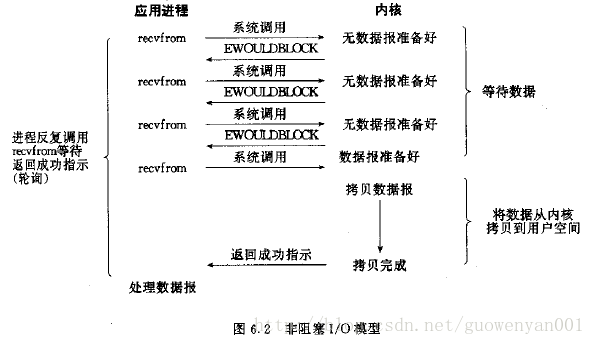 应用进程
内核
recvfrom
系统调用
无数据报准备好
EWOULDBLOCK
recvfrom
系统调用
无数据报准备好
EWOULDBLOCK
recvfrom
系统调用
无数据报准备好
EWOULDBLOCK
recvfrom
系统调用
数据报准备好
等待数据
进程反复调用
recvfrom等待
返回成功指示
(轮询)
拷贝数据报
将数据从内核
拷贝到用户空间
返回成功指示
拷贝完成
处理数据报
图 6.2 非阻塞 I/O 模型
sdn.net/guowenyan001